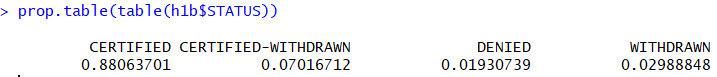 > prop.table(table(h1b$STATUS))
CERTIFIED CERTIFIED-WITHDRAWN DENIED WITHDRAWN
0.88063701 0.07016712 0.01930739 0.02988848